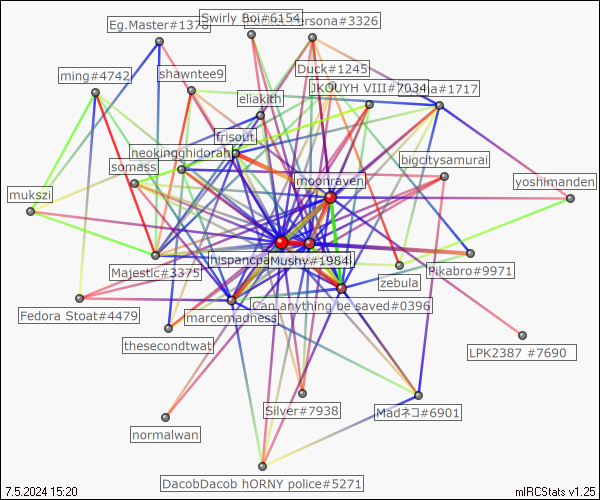 Swirly Boi#6154
ersona#3326
Eg.Master#1378
Duck#1245
ming#4742
shawntee9
JKOUYH VIII#7034
a#1717
eliakith
frisout
neokingghidorah
bigcitysamurai
somass
moonraven
yoshimanden
mukszi
hispancpa
Mushy#1984
Majestic#3375
Pikabro#9971
zebula
Can anything be saved#0396
Fedora Stoat#4479
marcemadness
thesecondtwat
LPK2387 #7690
Silver#7938
Madネコ#6901
normalwan
DacobDacob hORNY police#5271
7.5.2024 15:20
mIRCStats v1.25